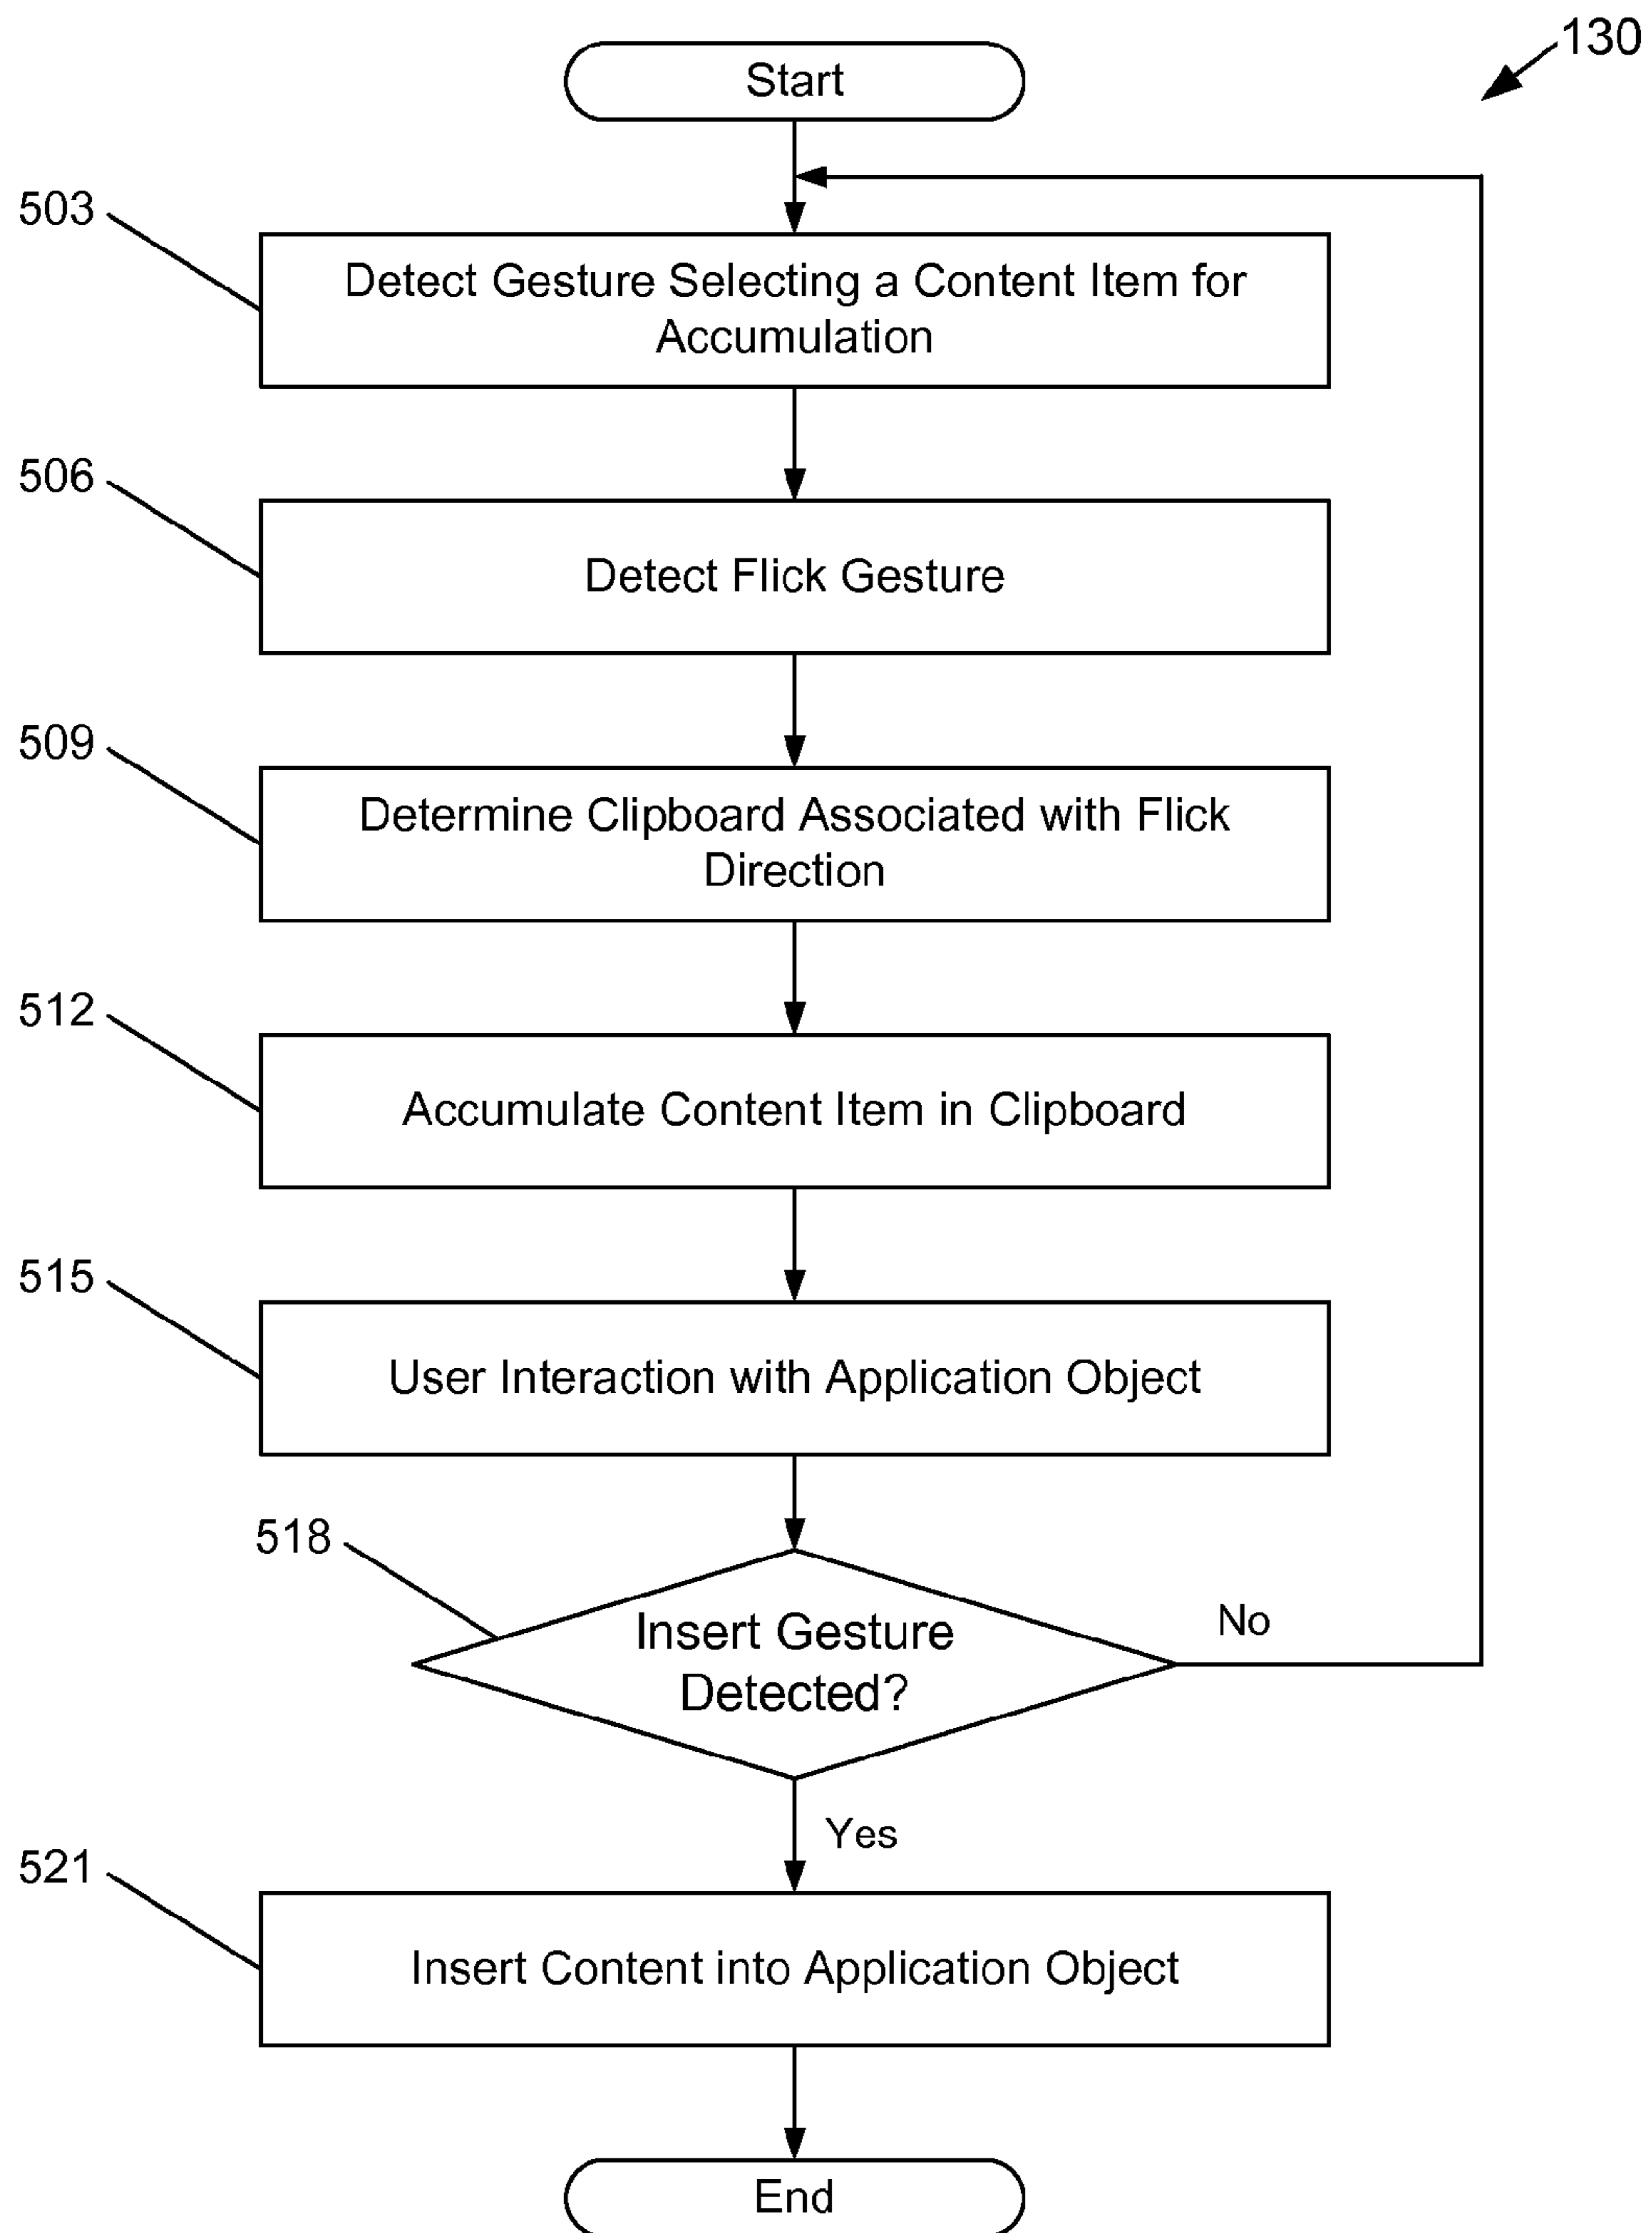 130
Start
503
Detect Gesture Selecting a Content Item for
Accumulation
506
Detect Flick Gesture
509
Determine Clipboard Associated with Flick
Direction
512
Accumulate Content Item in Clipboard
515
User Interaction with Application Object
518
Insert Gesture
Detected?
No
Yes
521
Insert Content into Application Object
End